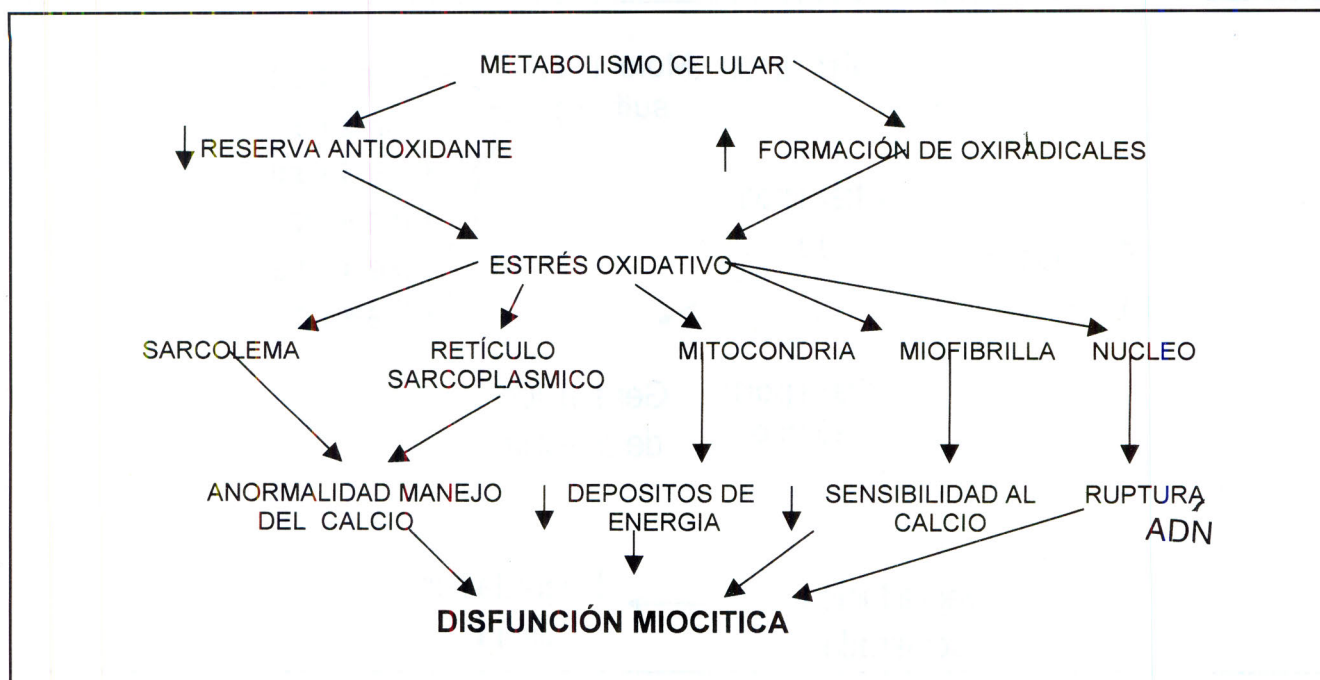 METABOLISMO CELULAR
RESERVA ANTIOXIDANTE
FORMACIÓN DE OXIRADICALES
ESTRÉS OXIDATIVO
SARCOLEMA
RETÍCULO
SARCOPLASMICO
MITOCONDRIA
MIOFIBRILLA
NUCLEO
ANORMALIDAD MANEJO
DEL CALCIO
DEPOSITOS DE
ENERGIA
SENSIBILIDAD AL
CALCIO
RUPTURA
ADN
DISFUNCIÓN MIOCITICA